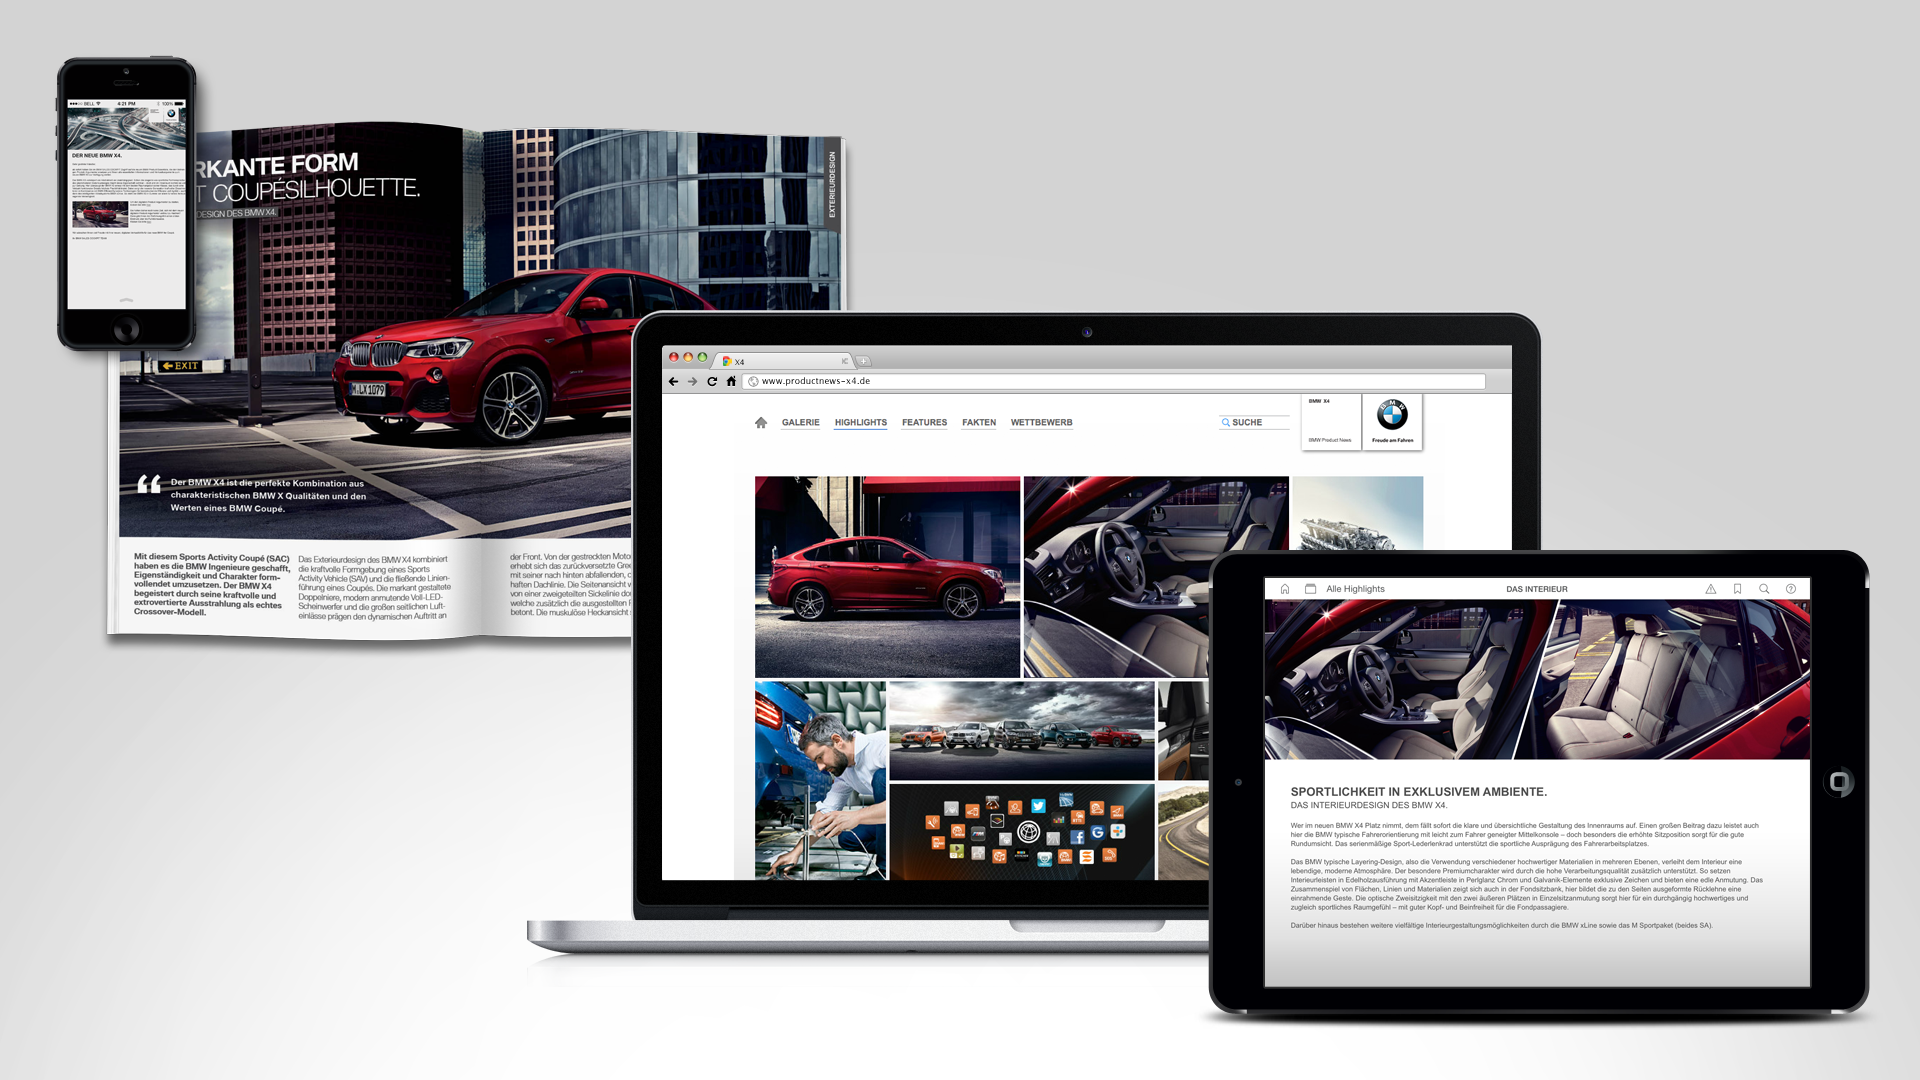 BELL
4:21 PM
100%
DER NEUE BMW X4.
RKANTE FORM
T COUPÉSILHOUETTE.
DESIGN DES BMW X4.
EXTERIEURDESIGN
EXIT
M·LX 1079
“
Der BMW X4 ist die perfekte Kombination aus
charakteristischen BMW X Qualitäten und den
Werten eines BMW Coupé.
Mit diesem Sports Activity Coupé (SAC)
haben es die BMW Ingenieure geschafft,
Eigenständigkeit und Charakter form-
vollendet umzusetzen. Der BMW X4
begeistert durch seine kraftvolle und
extrovertierte Ausstrahlung als echtes
Crossover-Modell.
Das Exterieurdesign des BMW X4 kombiniert
die kraftvolle Formgebung eines Sports
Activity Vehicle (SAV) und die fließende Linien-
führung eines Coupés. Die markant gestaltete
Doppelniere, modern anmutende Voll-LED-
Scheinwerfer und die großen seitlichen Luft-
einlässe prägen den dynamischen Auftritt an
der Front. Von der gestreckten Moto
erhebt sich das zurückversetzte Gree
mit seiner nach hinten abfallenden, c
haften Dachlinie. Die Seitenansicht v
von einer zweigeteilten Sickelinie do
welche zusätzlich die ausgestellten
betont. Die muskulöse Heckansicht
X4
www.productnews-x4.de
GALERIE HIGHLIGHTS FEATURES FAKTEN WETTBEWERB
SUCHE
BMW X4
BMW Product News
BMW
Freude am Fahren
Alle Highlights
DAS INTERIEUR
SPORTLICHKEIT IN EXKLUSIVEM AMBIENTE.
DAS INTERIEURDESIGN DES BMW X4.
Wer im neuen BMW X4 Platz nimmt, dem fällt sofort die klare und übersichtliche Gestaltung des Innenraums auf. Einen großen Beitrag dazu leistet auch
hier die BMW typische Fahrerorientierung mit leicht zum Fahrer geneigter Mittelkonsole – doch besonders die erhöhte Sitzposition sorgt für die gute
Rundumsicht. Das serienmäßige Sport-Lederlenkrad unterstützt die sportliche Ausprägung des Fahrerarbeitsplatzes.
Das BMW typische Layering-Design, also die Verwendung verschiedener hochwertiger Materialien in mehreren Ebenen, verleiht dem Interieur eine
lebendige, moderne Atmosphäre. Der besondere Premiumcharakter wird durch die hohe Verarbeitungsqualität zusätzlich unterstützt. So setzen
Interieurleisten in Edelholzausführung mit Akzentleiste in Perlglanz Chrom und Galvanik-Elemente exklusive Zeichen und bieten eine edle Anmutung. Das
Zusammenspiel von Flächen, Linien und Materialien zeigt sich auch in der Fondsitzbank, hier bildet die zu den Seiten ausgeformte Rücklehne eine
einrahmende Geste. Die optische Zweisitzigkeit mit den zwei äußeren Plätzen in Einzelsitzanmutung sorgt hier für ein durchgängig hochwertiges und
zugleich sportliches Raumgefühl – mit guter Kopf- und Beinfreiheit für die Fondpassagiere.
Darüber hinaus bestehen weitere vielfältige Interieurgestaltungsmöglichkeiten durch die BMW xLine sowie das M Sportpaket (beides SA).